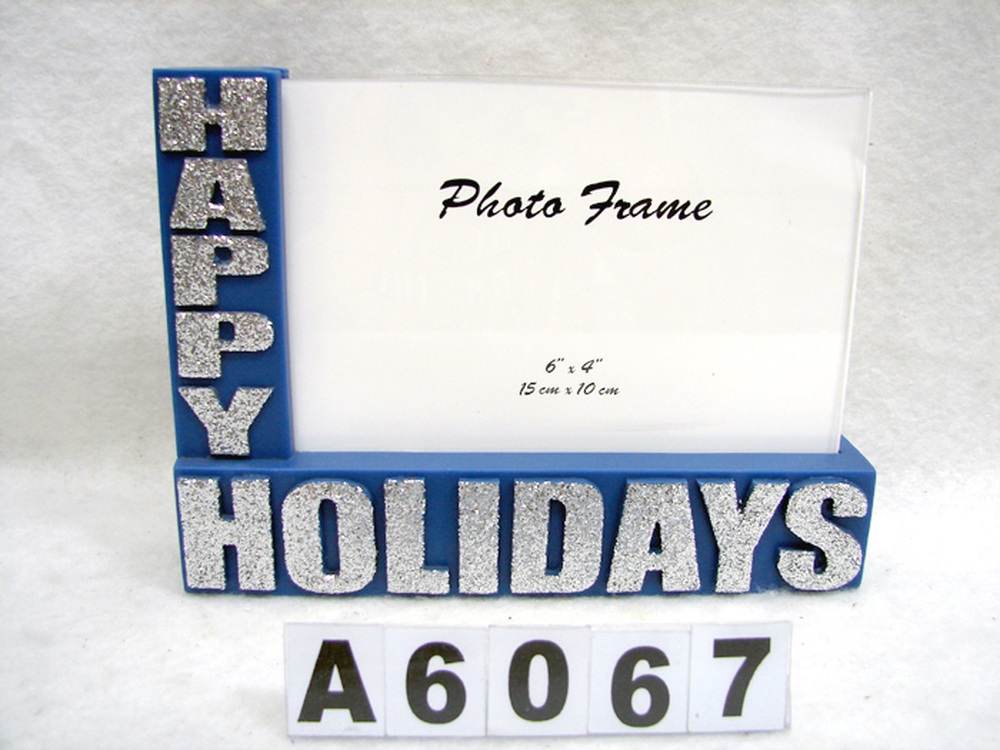 HAPPY
Photo Frame
6" x 4"
15 cm x 10 cm
HOLIDAYS
A6067